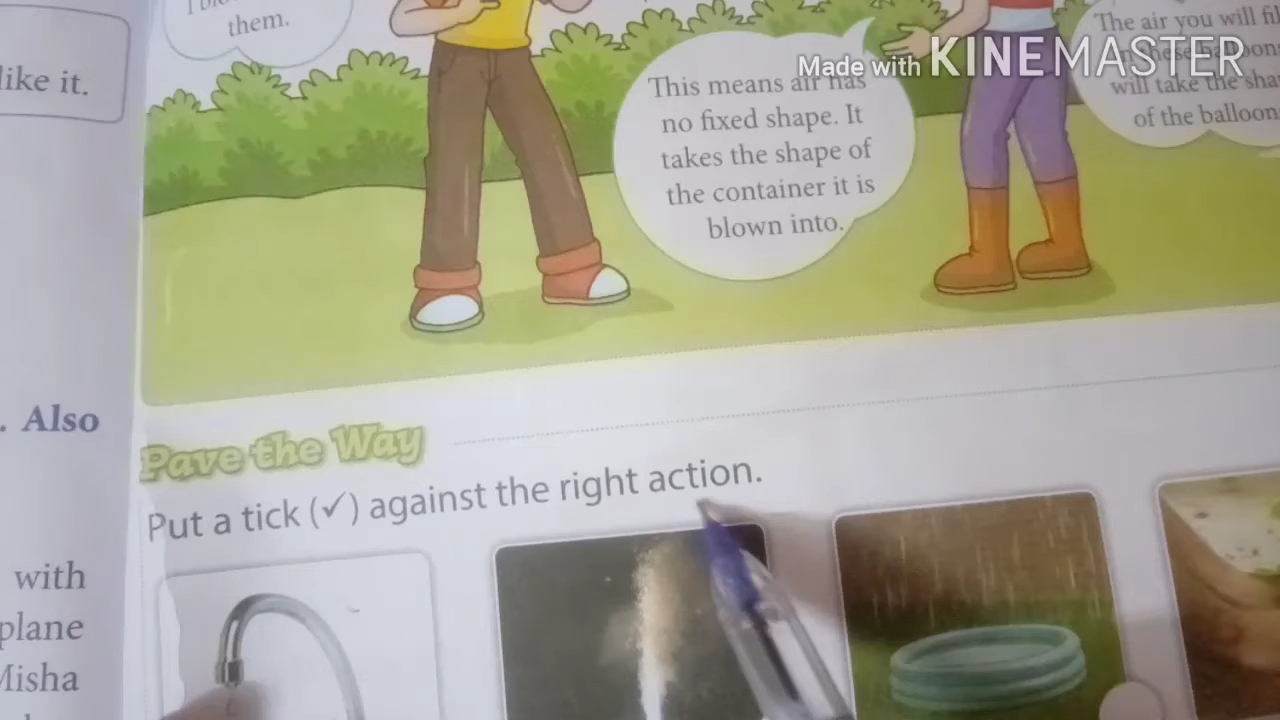 them.
like it.
This means air has
no fixed shape. It
takes the shape of
the container it is
blown into.
The air you will
will take the
of the balloon
Made with KINEMASTER
. Also
with
plane
Misha
Pave the Way
Put a tick (✓) against the right action.